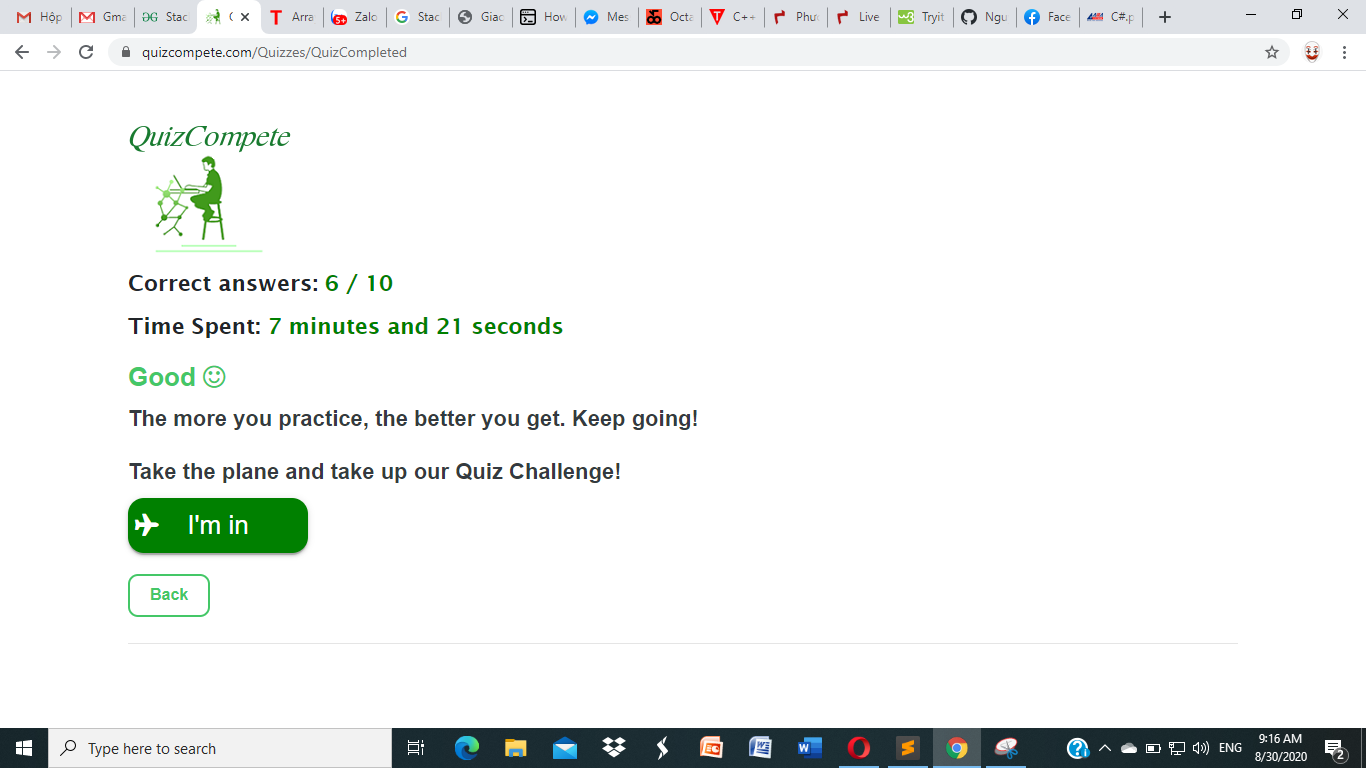 Hộp
Gma
Stac
Arra
Zalo
Stac
Giac
How
Mes
Octa
C++
Phư
Live
Tryit
Ngu
Face
C#.p
quizcompete.com/Quizzes/QuizCompleted
QuizCompete
Correct answers: 6 / 10
Time Spent: 7 minutes and 21 seconds
Good
The more you practice, the better you get. Keep going!
Take the plane and take up our Quiz Challenge!
I'm in
Back
Type here to search
ENG
9:16 AM
8/30/2020
2